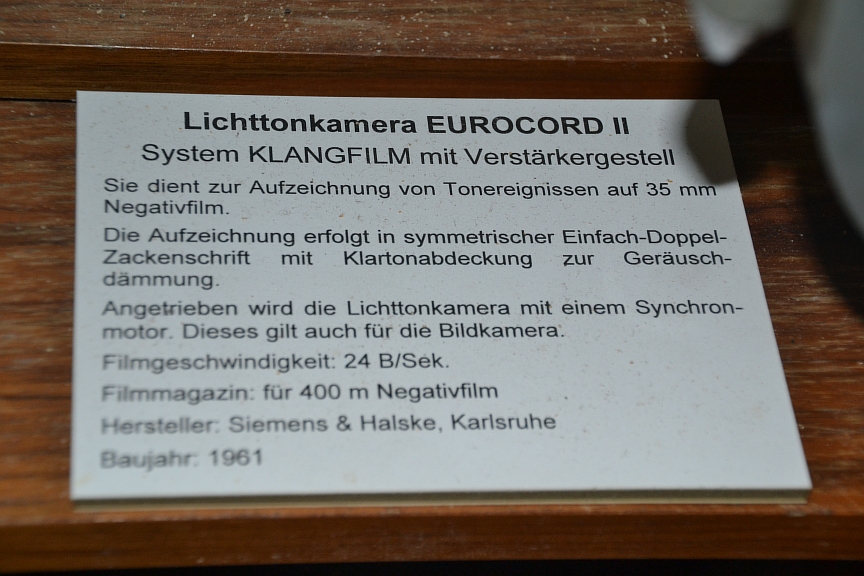 Lichttonkamera EUROCORD II
System KLANGFILM mit Verstärkergestell
Sie dient zur Aufzeichnung von Tonereignissen auf 35 mm
Negativfilm.
Die Aufzeichnung erfolgt in symmetrischer Einfach-Doppel-
Zackenschrift mit Klartonabdeckung zur Geräusch-
dämmung.
Angetrieben wird die Lichttonkamera mit einem Synchron-
motor. Dieses gilt auch für die Bildkamera.
Filmgeschwindigkeit: 24 B/Sek.
Filmmagazin: für 400 m Negativfilm
Hersteller: Siemens & Halske, Karlsruhe
Baujahr: 1961